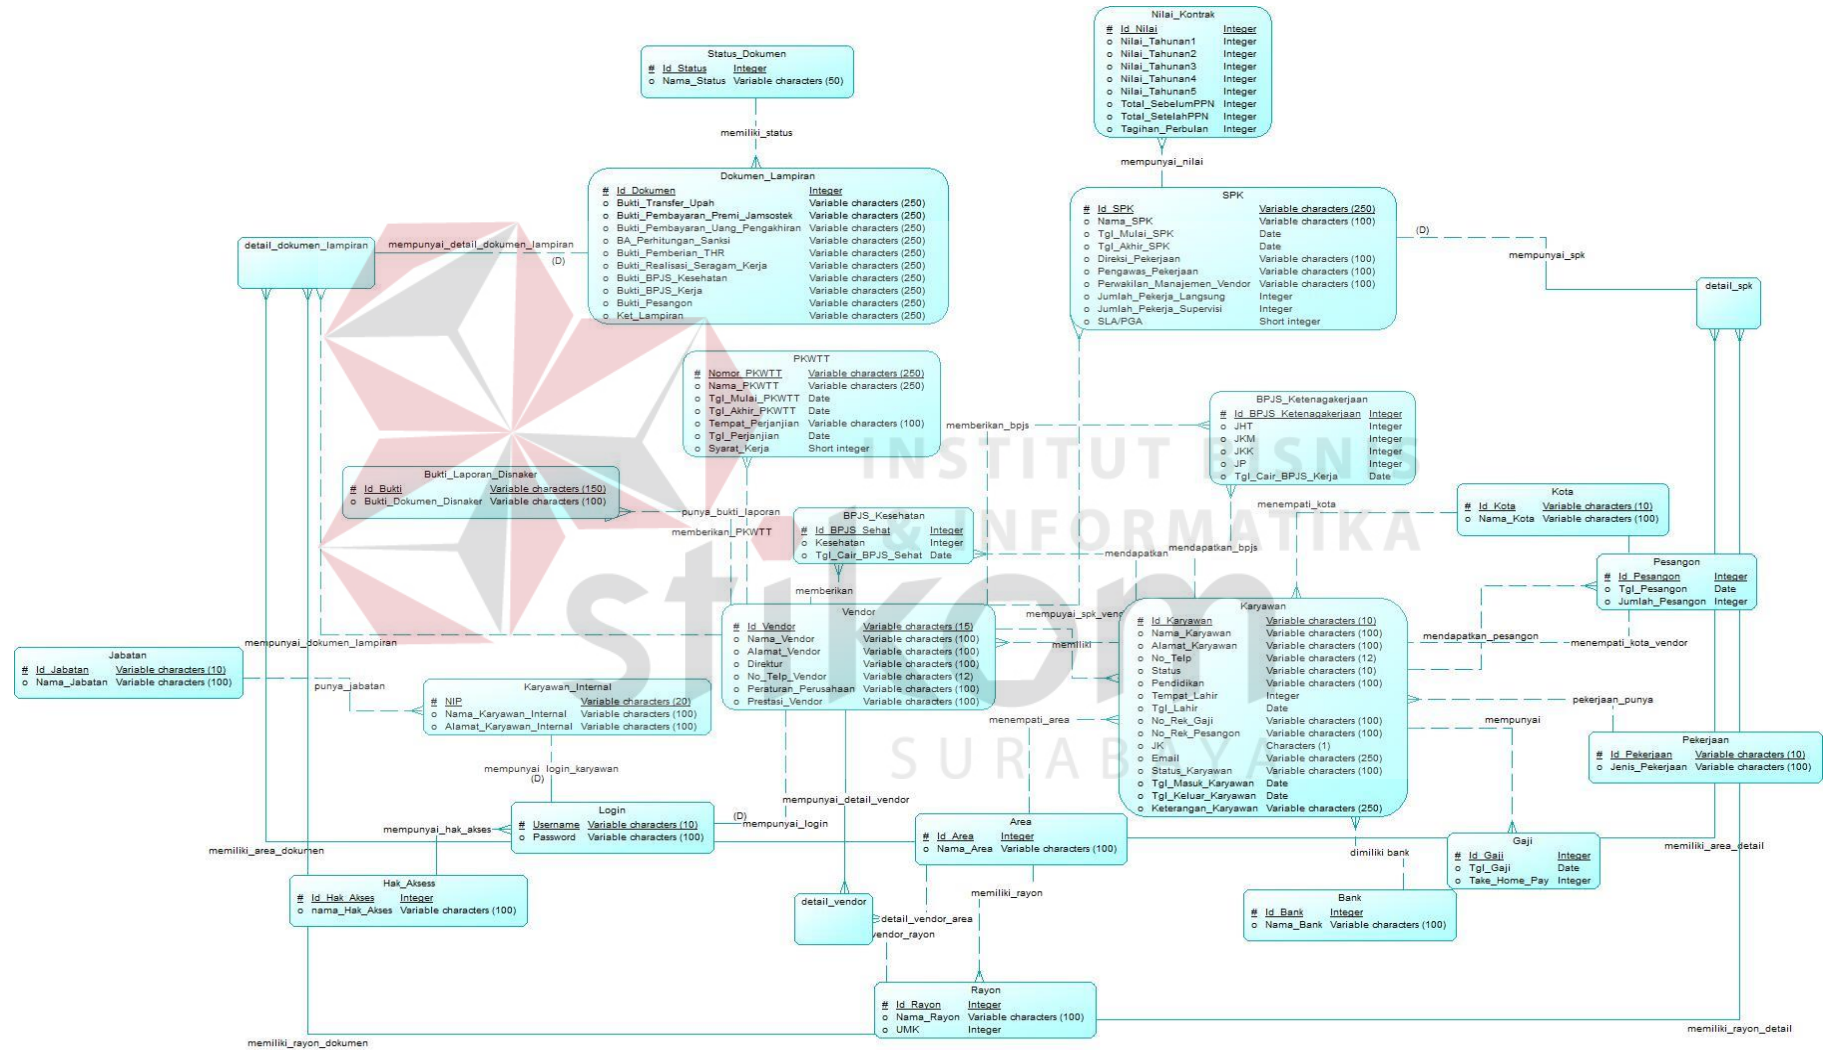 Nilai_Kontrak
# Id_Nilai Integer
o Nilai_Tahunan1 Integer
o Nilai_Tahunan2 Integer
o Nilai_Tahunan3 Integer
o Nilai_Tahunan4 Integer
o Nilai_Tahunan5 Integer
o Total_SebelumPPN Integer
o Total_SetelahPPN Integer
o Tagihan_Perbulan Integer
mempunyai_nilai
Status_Dokumen
# Id_Status Integer
o Nama_Status Variable characters (50)
memiliki_status
Dokumen_Lampiran
# Id_Dokumen Integer
o Bukti_Transfer_Upah Variable characters (250)
o Bukti_Pembayaran_Premi_Jamsostek Variable characters (250)
o Bukti_Pembayaran_Uang_Pengakhiran Variable characters (250)
o BA_Perhitungan_Sanksi Variable characters (250)
o Bukti_Pemberian_THR Variable characters (250)
o Bukti_Realisasi_Seragam_Kerja Variable characters (250)
o Bukti_BPJS_Kesehatan Variable characters (250)
o Bukti_BPJS_Kerja Variable characters (250)
o Bukti_Pesangon Variable characters (250)
o Ket_Lampiran Variable characters (250)
SPK
# Id_SPK Variable characters (250)
o Nama_SPK Variable characters (100)
o Tgl_Mulai_SPK Date
o Tgl_Akhir_SPK Date
o Direksi_Pekerjaan Variable characters (100)
o Pengawas_Pekerjaan Variable characters (100)
o Perwakilan_Manajemen_Vendor Variable characters (100)
o Jumlah_Pekerja_Langsung Integer
o Jumlah_Pekerja_Supervisi Integer
o SLA/PGA Short integer
(D)
mempunyai_spk
detail_spk
detail_dokumen_lampiran
mempunyai_detail_dokumen_lampiran
(D)
PKWTT
# Nomor_PKWTT Variable characters (250)
o Nama_PKWTT Variable characters (250)
o Tgl_Mulai_PKWTT Date
o Tgl_Akhir_PKWTT Date
o Tempat_Perjanjian Variable characters (100)
o Tgl_Perjanjian Date
o Syarat_Kerja Short integer
memberikan_bpjs
BPJS_Ketenagakerjaan
# Id_BPJS_Ketenagakerjaan Integer
o JHT Integer
o JKM Integer
o JKK Integer
o JP Integer
o Tgl_Cair_BPJS_Kerja Date
INSTITUT BISNIS
& INFORMATIKA
stikom
SURABAYA
Bukti_Laporan_Disnaker
# Id_Bukti Variable characters (150)
o Bukti_Dokumen_Disnaker Variable characters (100)
punya_bukti_laporan
memberikan_PKWTT
BPJS_Kesehatan
# Id_BPJS_Sehat Integer
o Kesehatan Integer
o Tgl_Cair_BPJS_Sehat Date
memberikan
mendapatkan
mendapatkan_bpjs
menempati_kota
Kota
# Id_Kota Variable characters (10)
o Nama_Kota Variable characters (100)
Pesangon
# Id_Pesangon Integer
o Tgl_Pesangon Date
o Jumlah_Pesangon Integer
mendapatkan_pesangon
menempati_kota_vendor
Vendor
# Id_Vendor Variable characters (15)
o Nama_Vendor Variable characters (100)
o Alamat_Vendor Variable characters (100)
o Direktur Variable characters (100)
o No_Telp_Vendor Variable characters (12)
o Peraturan_Perusahaan Variable characters (100)
o Prestasi_Vendor Variable characters (100)
mempuyai_spk_vend
memiliki
Karyawan
# Id_Karyawan Variable characters (10)
o Nama_Karyawan Variable characters (100)
o Alamat_Karyawan Variable characters (100)
o No_Telp Variable characters (12)
o Status Variable characters (10)
o Pendidikan Variable characters (100)
o Tempat_Lahir Integer
o Tgl_Lahir Date
o No_Rek_Gaji Variable characters (100)
o No_Rek_Pesangon Variable characters (100)
o JK Characters (1)
o Email Variable characters (250)
o Status_Karyawan Variable characters (100)
o Tgl_Masuk_Karyawan Date
o Tgl_Keluar_Karyawan Date
o Keterangan_Karyawan Variable characters (250)
mempunyai_dokumen_lampiran
Jabatan
# Id_Jabatan Variable characters (10)
o Nama_Jabatan Variable characters (100)
punya_jabatan
Karyawan_Internal
# NIP Variable characters (20)
o Nama_Karyawan_Internal Variable characters (100)
o Alamat_Karyawan_Internal Variable characters (100)
mempunyai_login_karyawan
(D)
menempati_area
mempunyai
pekerjaan_punya
Pekerjaan
# Id_Pekerjaan Variable characters (10)
o Jenis_Pekerjaan Variable characters (100)
Login
# Username Variable characters (10)
o Password Variable characters (100)
(D)
mempunyai_login
mempunyai_detail_vendor
mempunyai_hak_akses
memiliki_area_dokumen
Area
# Id_Area Integer
o Nama_Area Variable characters (100)
dimiliki bank
Gaji
# Id_Gaji Integer
o Tgl_Gaji Date
o Take_Home_Pay Integer
memiliki_area_detail
Hak_Aksess
# Id_Hak_Akses Integer
o nama_Hak_Akses Variable characters (100)
detail_vendor
detail_vendor_area
vendor_rayon
memiliki_rayon
Bank
# Id_Bank Integer
o Nama_Bank Variable characters (100)
Rayon
# Id_Rayon Integer
o Nama_Rayon Variable characters (100)
o UMK Integer
memiliki_rayon_dokumen
memiliki_rayon_detail